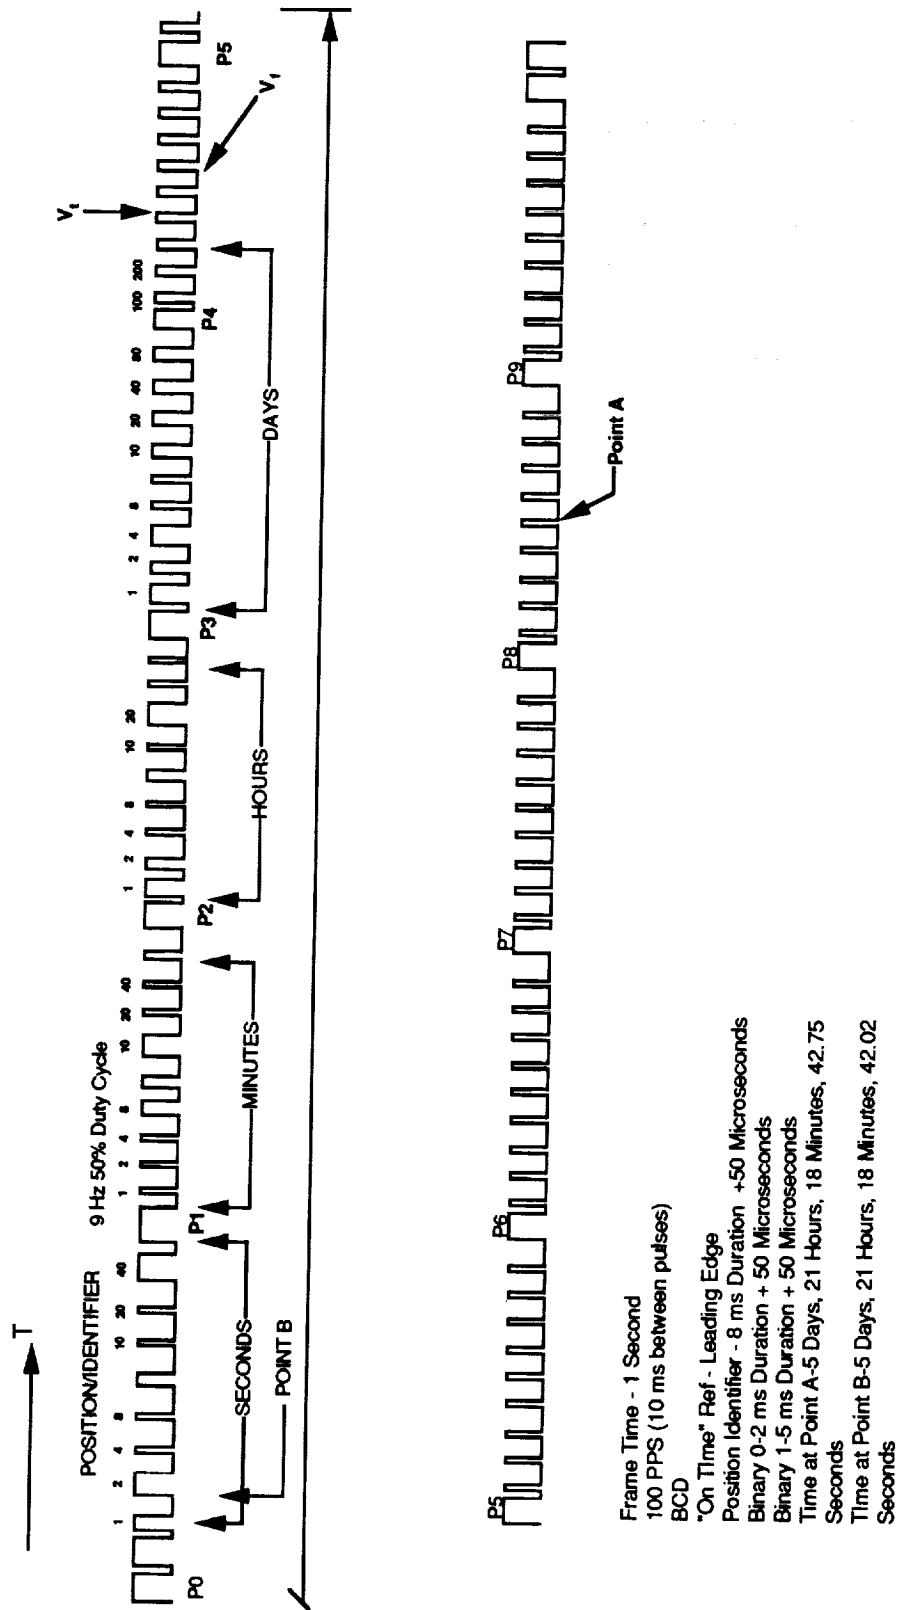 T
POSITION/IDENTIFIER
9 Hz 50% Duty Cycle
1 2 4 8 10 20 40
1 2 4 8 10 20 40
1 2 4 8 10 20
1 2 4 8 10 20 40 80 100 200
V₁
P0
P1
P2
P3
P4
V₁
P5
SECONDS
MINUTES
HOURS
DAYS
POINT B
P5
P6
P7
P8
P9
Point A
Frame Time - 1 Second
100 PPS (10 ms between pulses)
BCD
"On Time" Ref - Leading Edge
Position Identifier - 8 ms Duration +50 Microseconds
Binary 0-2 ms Duration + 50 Microseconds
Binary 1-5 ms Duration + 50 Microseconds
Time at Point A-5 Days, 21 Hours, 18 Minutes, 42.75
Seconds
Time at Point B-5 Days, 21 Hours, 18 Minutes, 42.02
Seconds